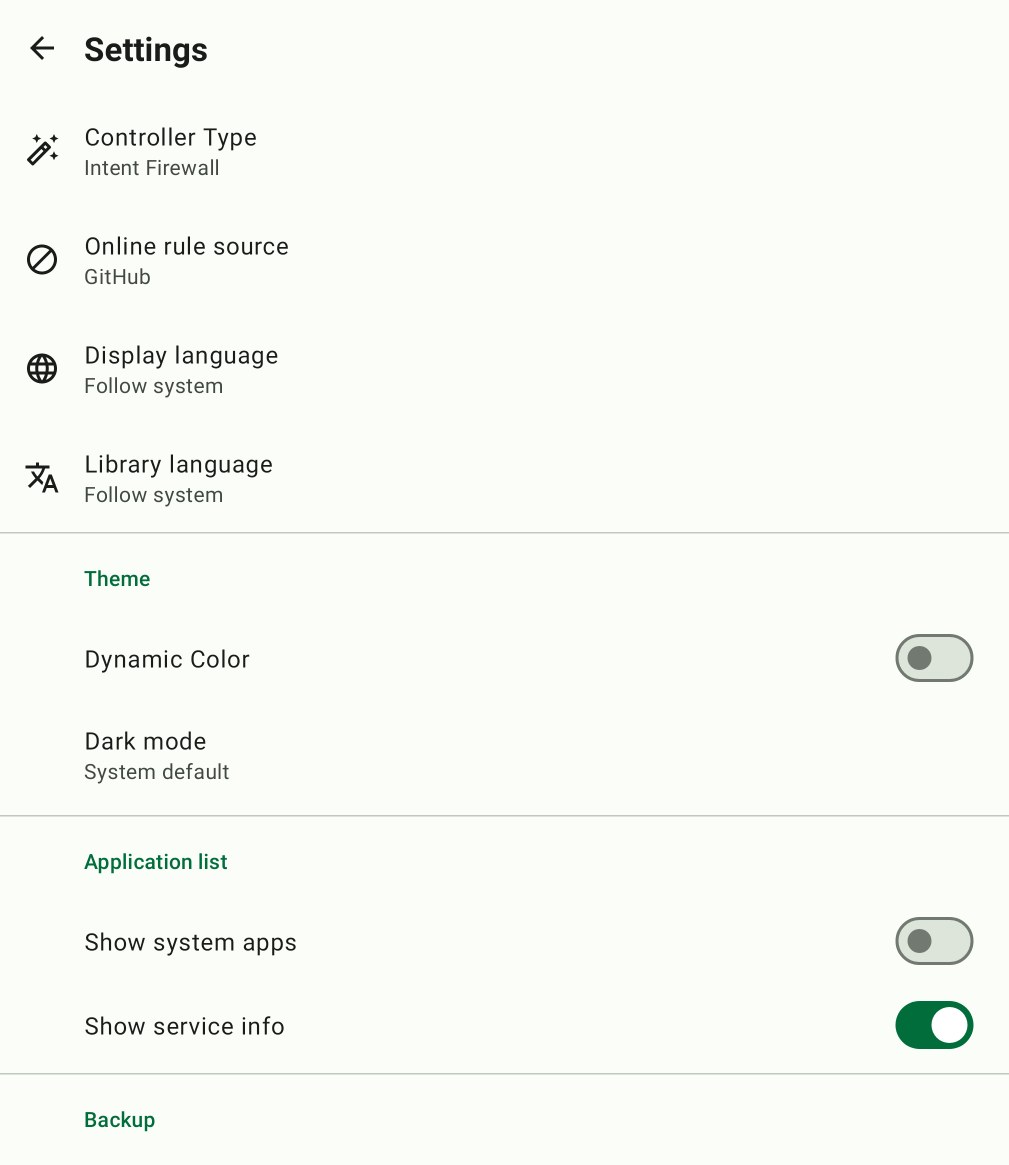 Settings
Controller Type
Intent Firewall
Online rule source
GitHub
Display language
Follow system
Library language
Follow system
Theme
Dynamic Color
Dark mode
System default
Application list
Show system apps
Show service info
Backup